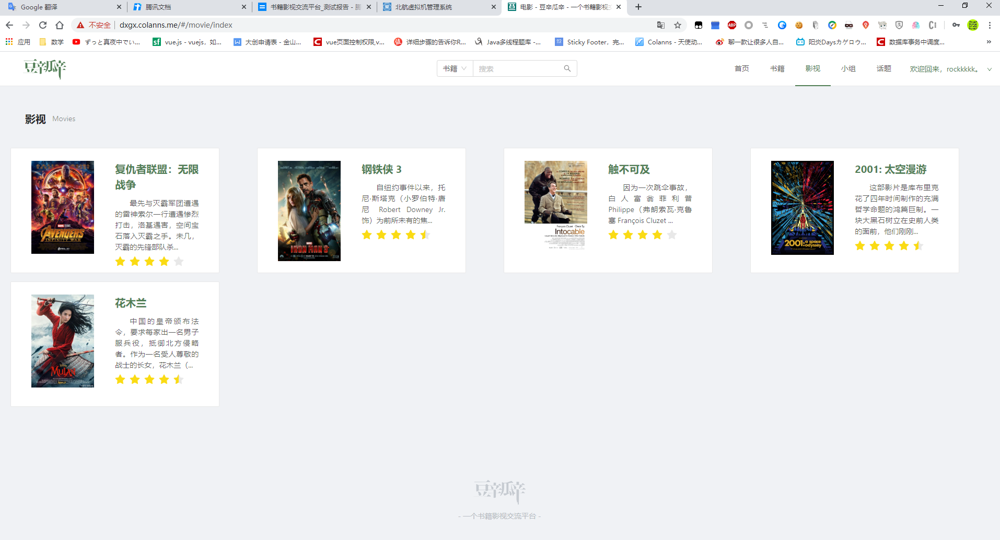 Google 翻译
腾讯文档
书籍影视交流平台_测试报告 - 腾
北航虚拟机管理系统
电影 - 豆辛瓜辛 - 一个书籍影视交
不安全
dxgx.colanns.me/#/movie/index
应用
数学
ずっと真夜中でい...
vue.js - vuejs，如...
大创申请表 - 金山...
vue页面控制权限,v...
详细步骤的告诉你R...
Java多线程题库 -...
Sticky Footer，完...
Colanns - 天使动...
聊一款让很多人自...
阳炎Daysカゲロウ...
数据库事务中调度...
豆辛瓜辛
书籍
搜索
首页
书籍
影视
小组
话题
欢迎回来，rockkkkk。
影视 Movies
复仇者联盟：无限
战争
最先与灭霸军团遭遇
的雷神索尔一行遭遇惨烈
打击，洛基遇害，空间宝
石落入灭霸之手。未几，
灭霸的先锋部队杀...
AVENGERS
INFINITY WAR
钢铁侠 3
自纽约事件以来，托
尼·斯塔克（小罗伯特·唐
尼 Robert Downey Jr.
饰）为前所未有的焦...
IRON MAN 3
触不可及
因为一次跳伞事故，
白人富翁菲利普
Philippe（弗朗索瓦·克鲁
塞 François Cluzet ...
François Cluzet Omar Sy
Intocable
2001: 太空漫游
这部影片是库布里克
花了四年时间制作的充满
哲学命题的鸿篇巨制。一
块大黑石树立在史前人类
的面前，他们刚刚...
2001: a space
odyssey
花木兰
中国的皇帝颁布法
令，要求每家出一名男子
服兵役，抵御北方侵略
者。作为一名受人尊敬的
战士的长女，花木兰（...
MULAN
豆辛瓜辛
- 一个书籍影视交流平台 -